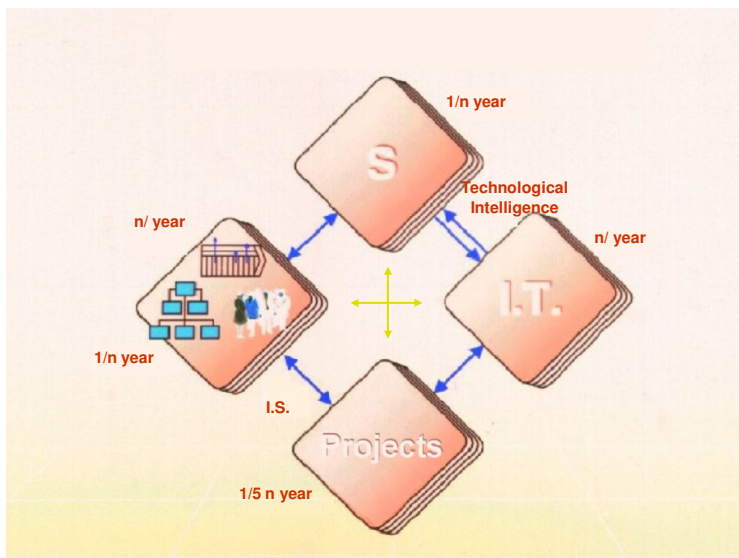 1/n year
S
Technological
Intelligence
n/ year
n/ year
I.T.
1/n year
I.S.
Projects
1/5 n year